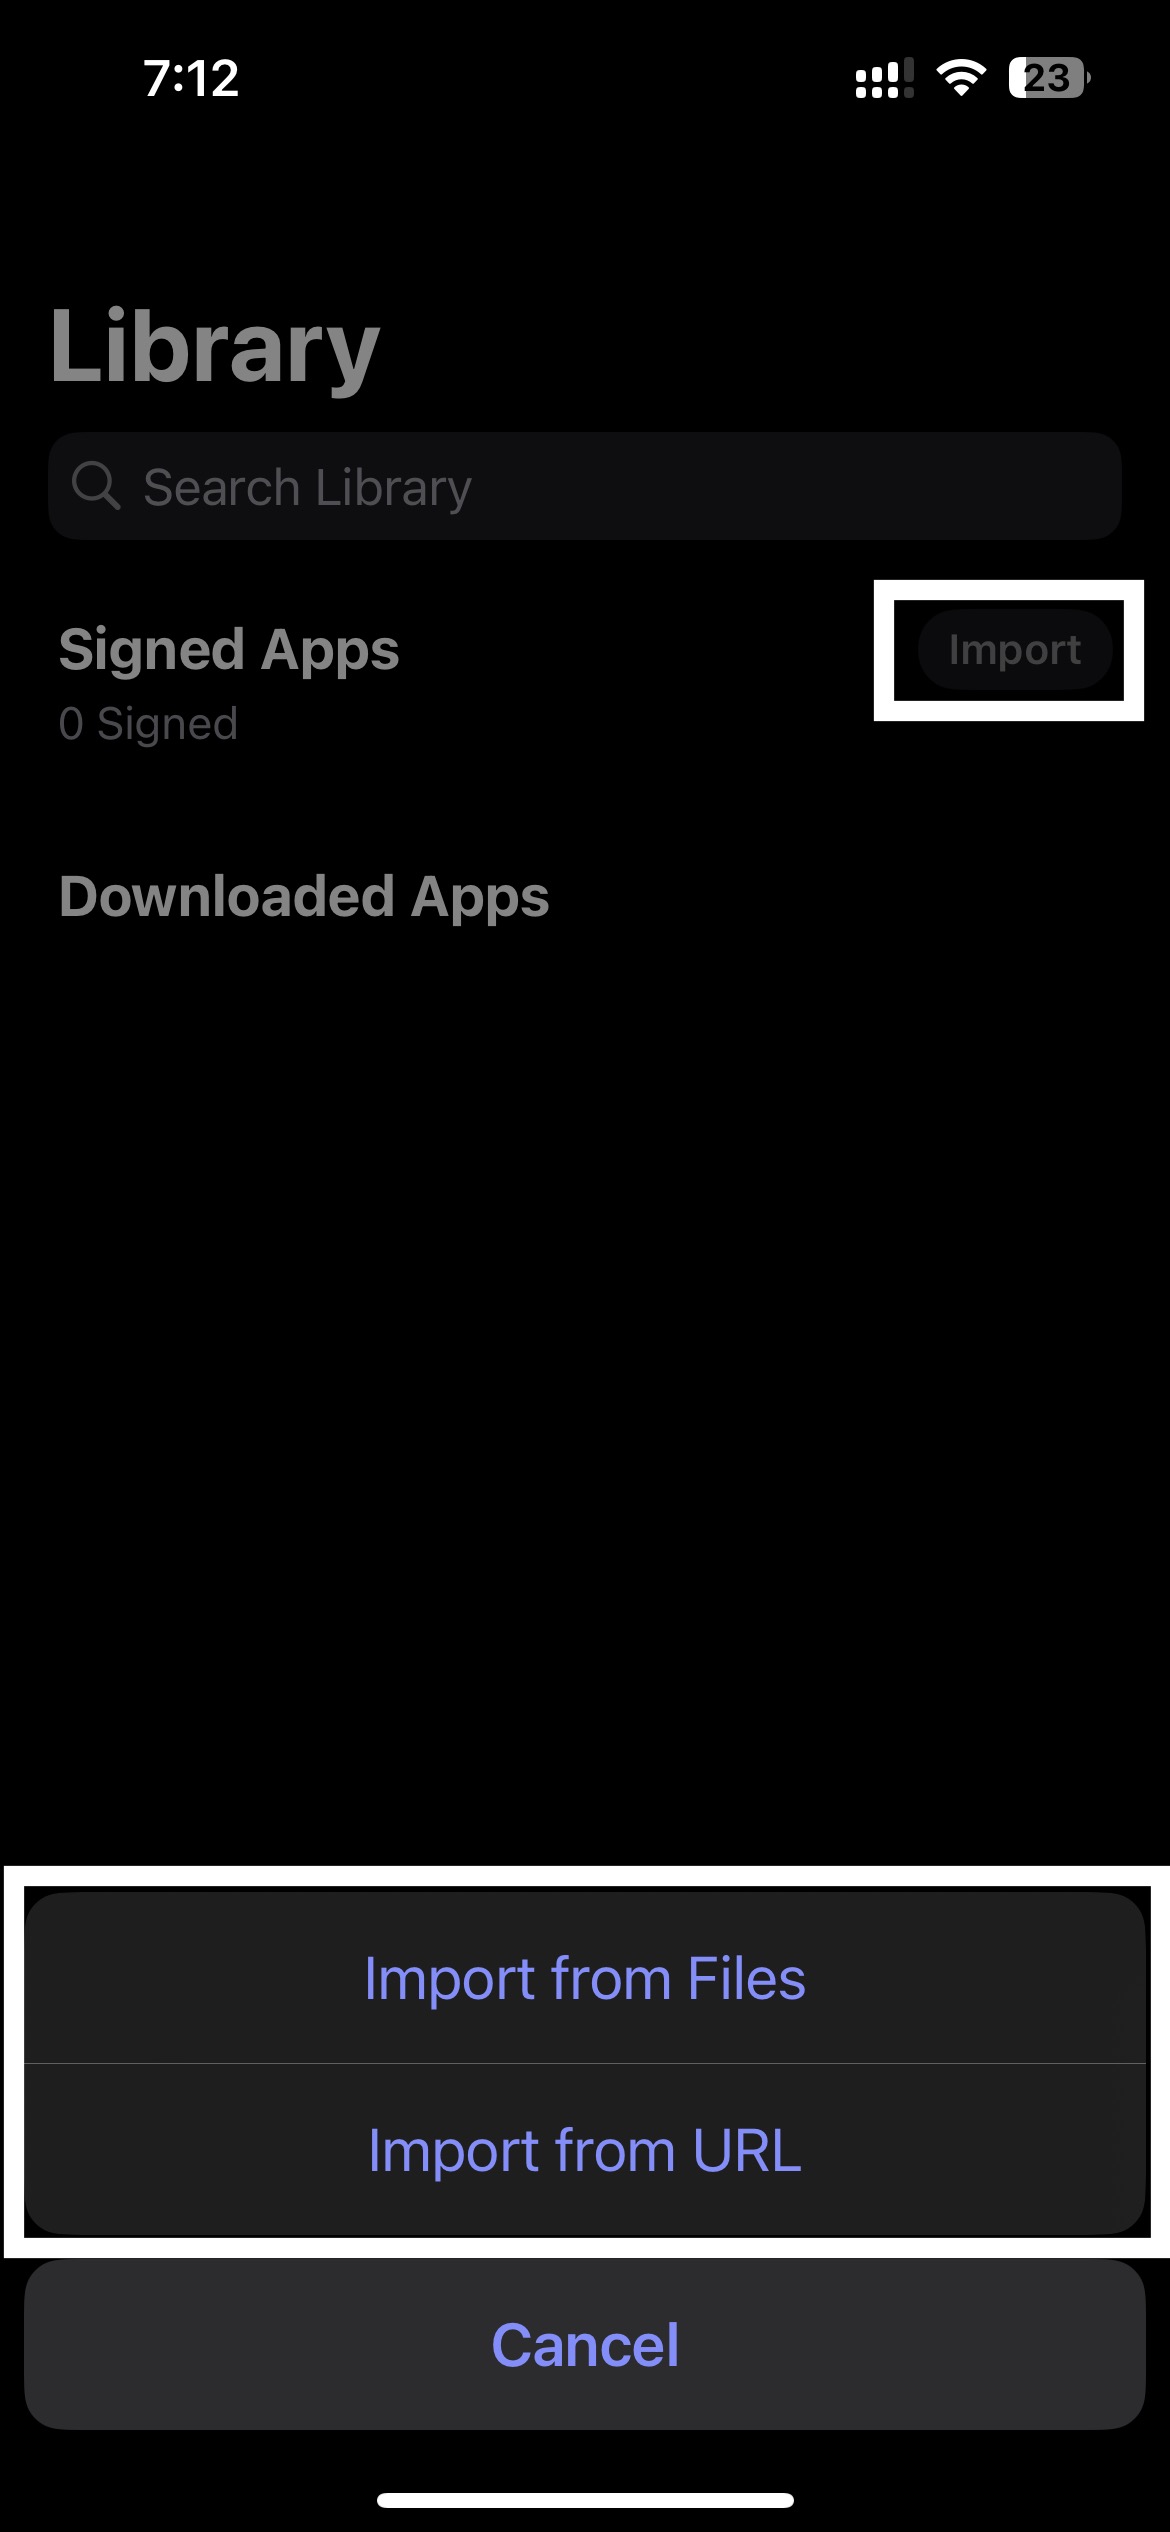 7:12
23
Library
Search Library
Signed Apps
Import
0 Signed
Downloaded Apps
Import from Files
Import from URL
Cancel